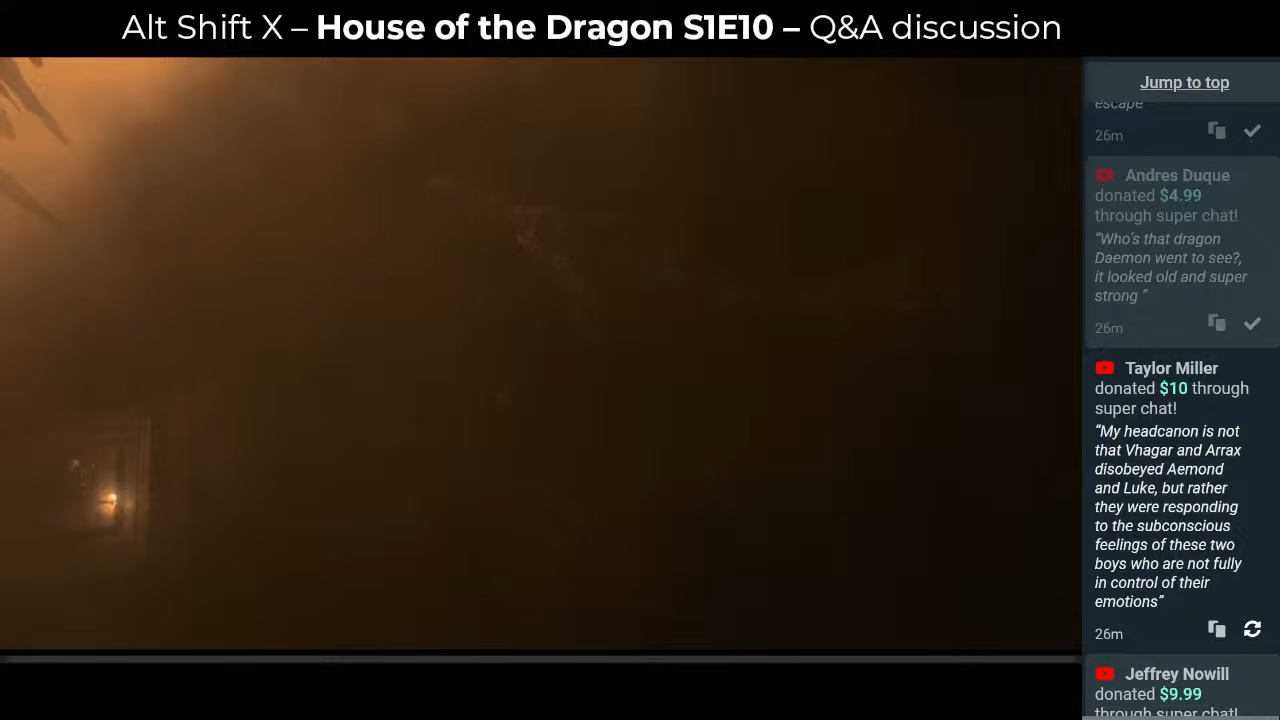 Alt Shift X – House of the Dragon S1E10 – Q&A discussion
Jump to top
escape
26m
Andres Duque
donated $4.99
through super chat!
“Who's that dragon
Daemon went to see?,
it looked old and super
strong ”
26m
Taylor Miller
donated $10 through
super chat!
“My headcanon is not
that Vhagar and Arrax
disobeyed Aemond
and Luke, but rather
they were responding
to the subconscious
feelings of these two
boys who are not fully
in control of their
emotions”
26m
Jeffrey Nowill
donated $9.99
through super chat!